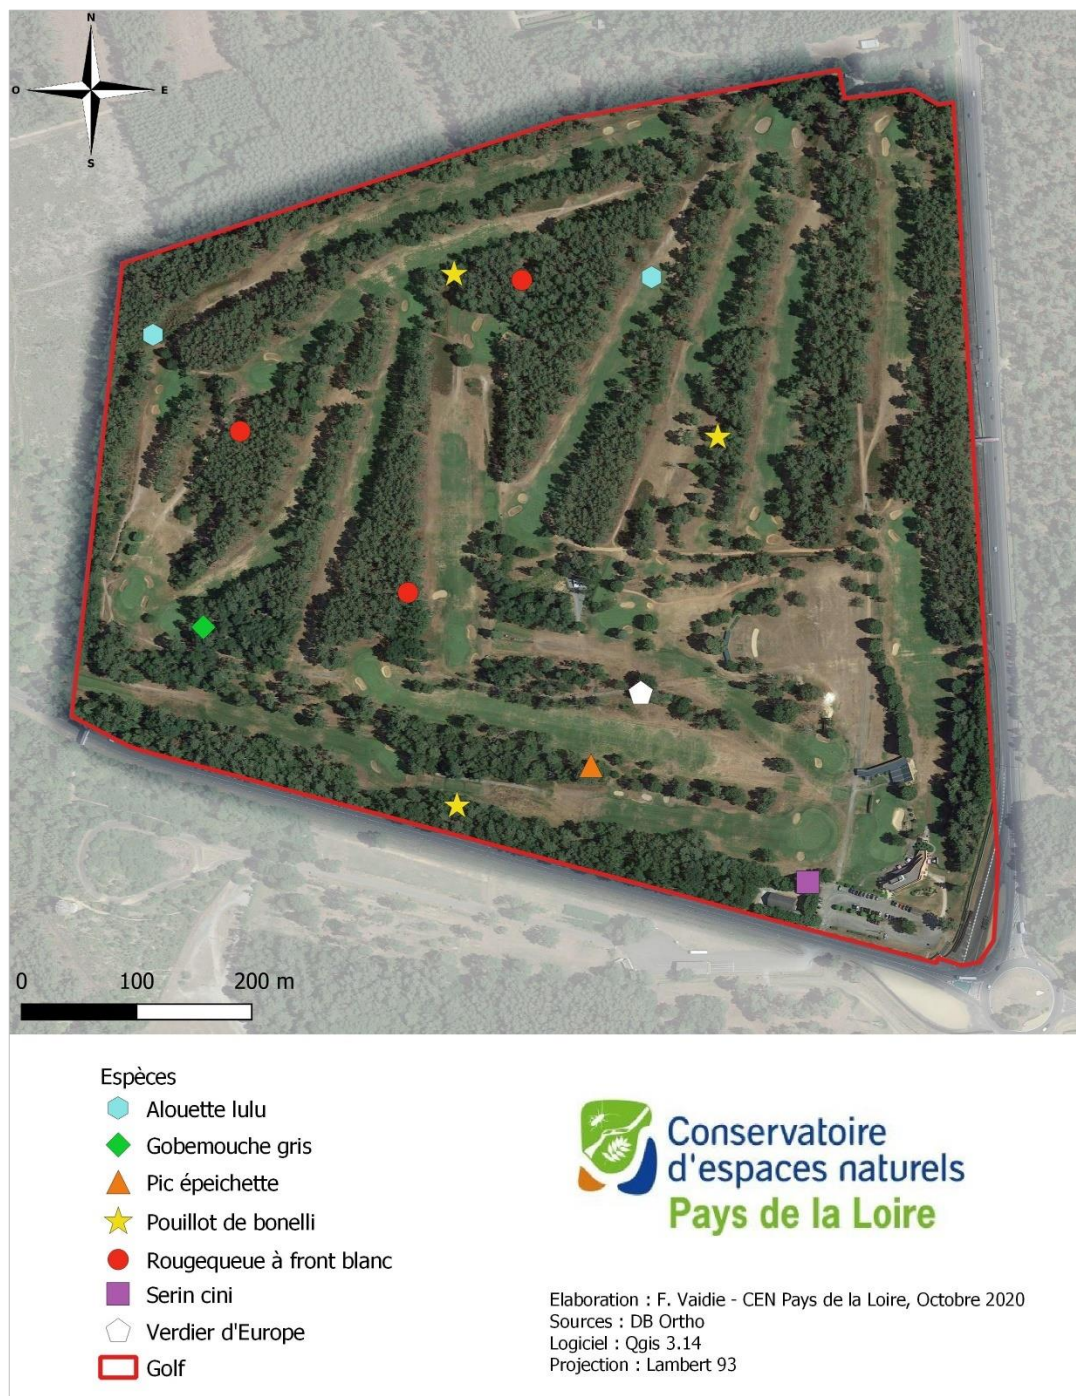 N
O
E
S
0 100 200 m
Espèces
Alouette lulu
Gobemouche gris
Pic épeichette
Pouillot de bonelli
Rougequeue à front blanc
Serin cini
Verdier d'Europe
Golf
Conservatoire
d'espaces naturels
Pays de la Loire
Elaboration : F. Vaidie - CEN Pays de la Loire, Octobre 2020
Sources : DB Ortho
Logiciel : Qgis 3.14
Projection : Lambert 93